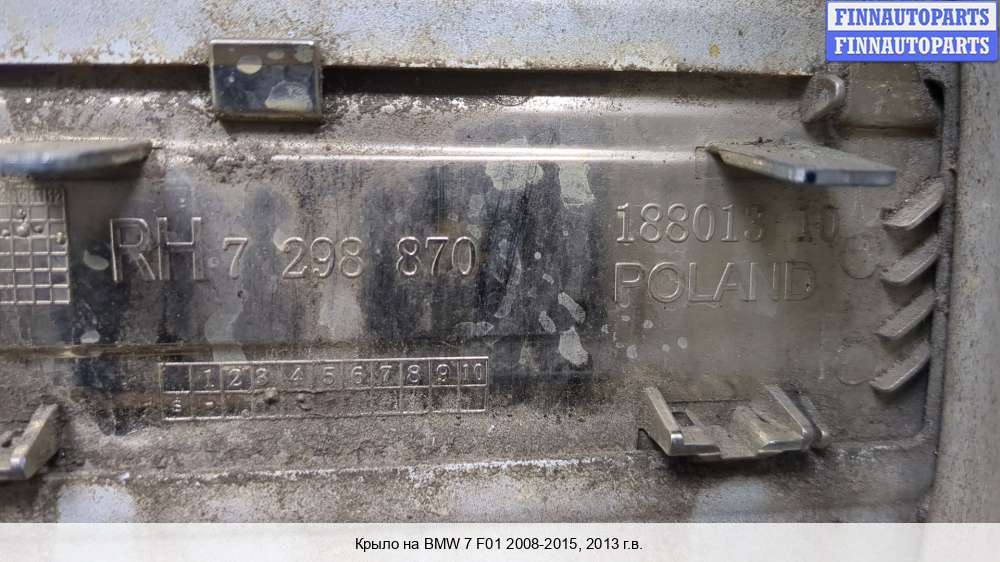 FINNAUTOPARTS
FINNAUTOPARTS
RH 7 298 870
188013 10
POLAND
1 2 3 4 5 6 7 8 9 10
Крыло на BMW 7 F01 2008-2015, 2013 г.в.